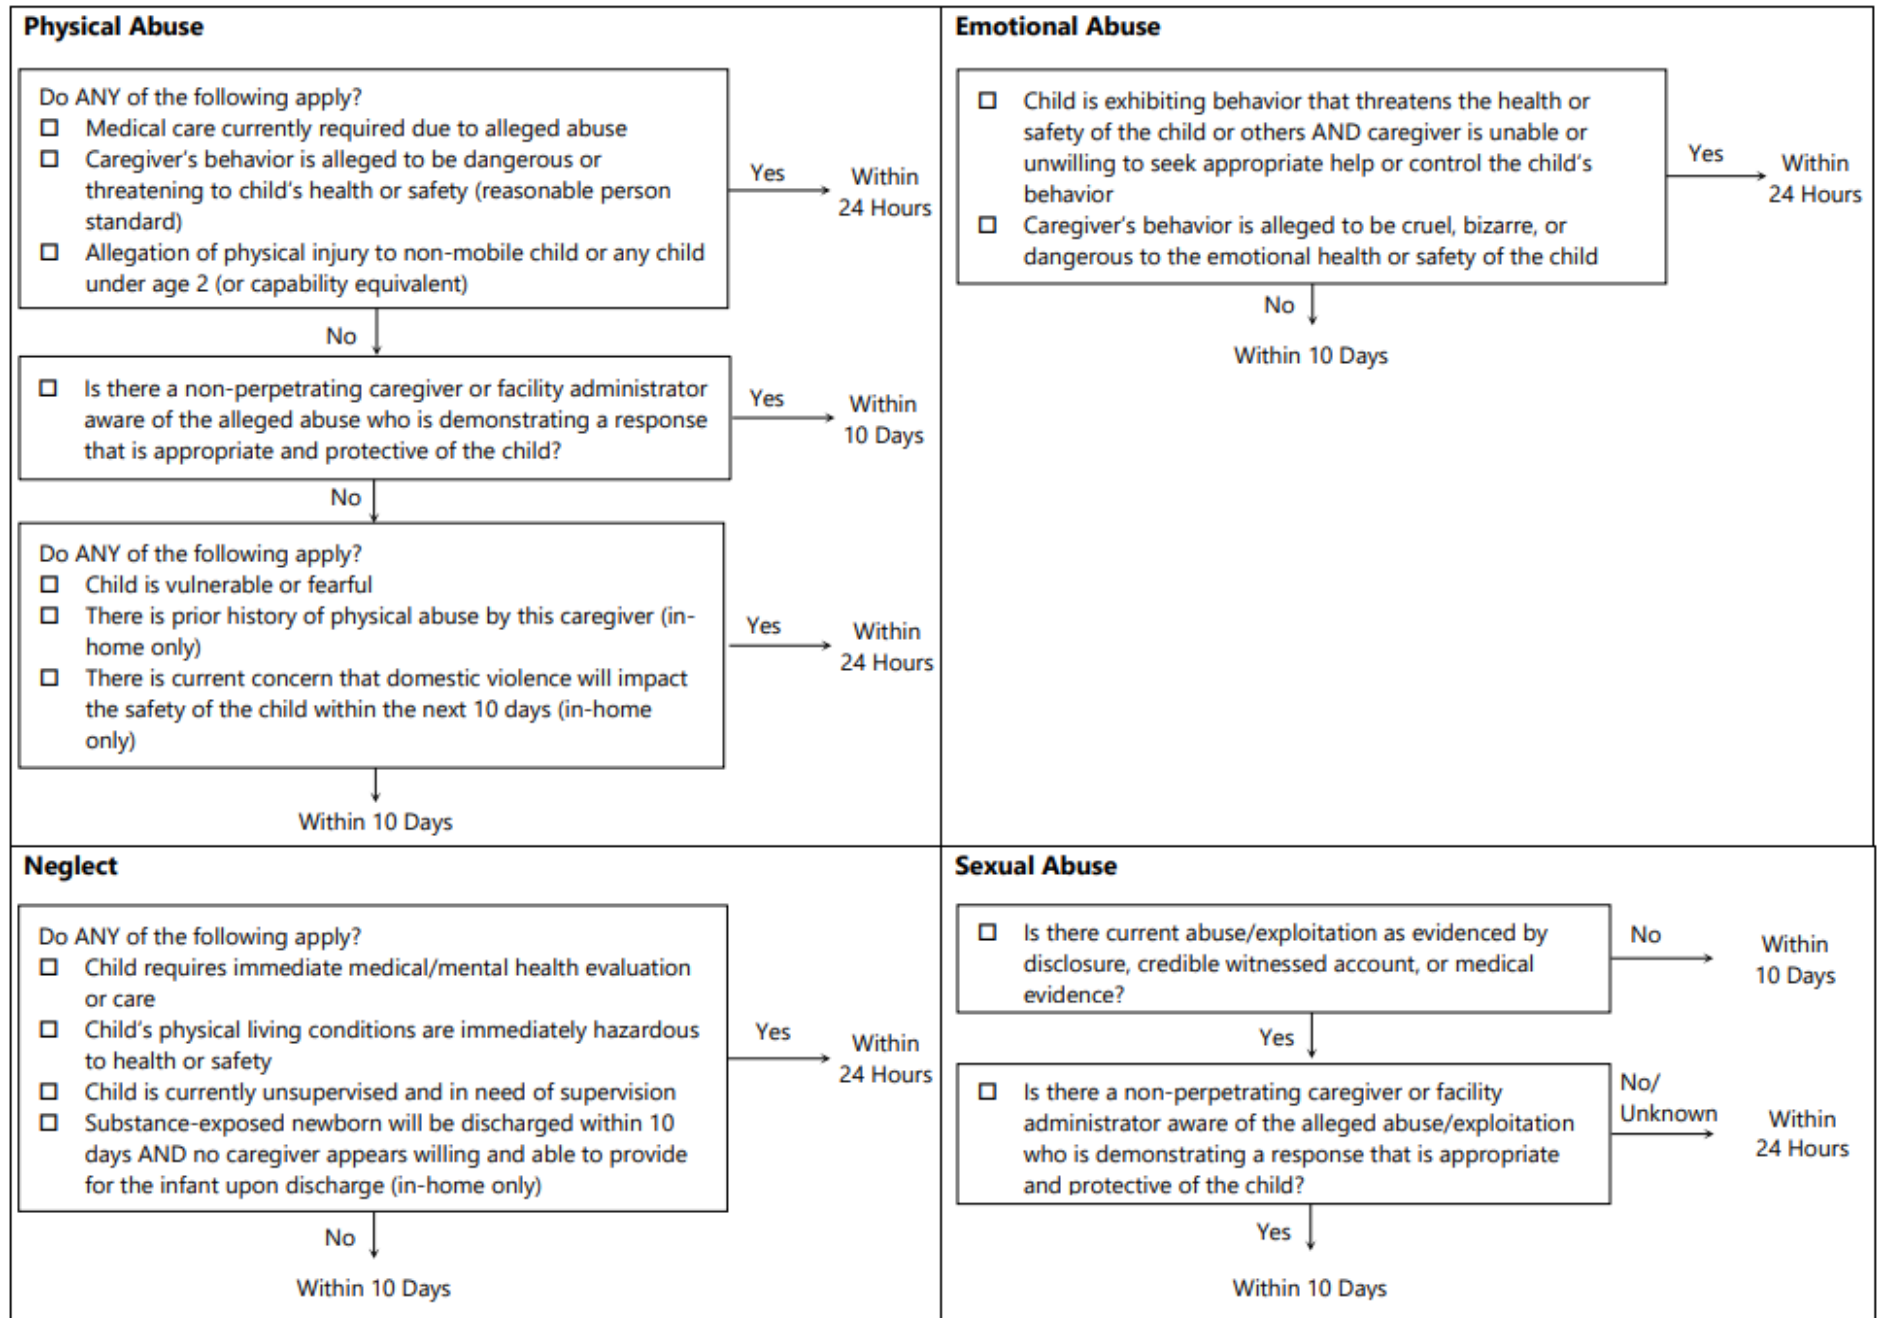 Physical Abuse
Do ANY of the following apply?
☐ Medical care currently required due to alleged abuse
☐ Caregiver's behavior is alleged to be dangerous or
threatening to child's health or safety (reasonable person
standard)
☐ Allegation of physical injury to non-mobile child or any child
under age 2 (or capability equivalent)
Yes
Within
24 Hours
No
☐ Is there a non-perpetrating caregiver or facility administrator
aware of the alleged abuse who is demonstrating a response
that is appropriate and protective of the child?
Yes
Within
10 Days
No
Do ANY of the following apply?
☐ Child is vulnerable or fearful
☐ There is prior history of physical abuse by this caregiver (in-
home only)
☐ There is current concern that domestic violence will impact
the safety of the child within the next 10 days (in-home
only)
Yes
Within
24 Hours
Within 10 Days
Emotional Abuse
☐ Child is exhibiting behavior that threatens the health or
safety of the child or others AND caregiver is unable or
unwilling to seek appropriate help or control the child's
behavior
☐ Caregiver's behavior is alleged to be cruel, bizarre, or
dangerous to the emotional health or safety of the child
Yes
Within
24 Hours
No
Within 10 Days
Neglect
Do ANY of the following apply?
☐ Child requires immediate medical/mental health evaluation
or care
☐ Child's physical living conditions are immediately hazardous
to health or safety
☐ Child is currently unsupervised and in need of supervision
☐ Substance-exposed newborn will be discharged within 10
days AND no caregiver appears willing and able to provide
for the infant upon discharge (in-home only)
Yes
Within
24 Hours
No
Within 10 Days
Sexual Abuse
☐ Is there current abuse/exploitation as evidenced by
disclosure, credible witnessed account, or medical
evidence?
No
Within
10 Days
Yes
☐ Is there a non-perpetrating caregiver or facility
administrator aware of the alleged abuse/exploitation
who is demonstrating a response that is appropriate
and protective of the child?
No/
Unknown
Within
24 Hours
Yes
Within 10 Days